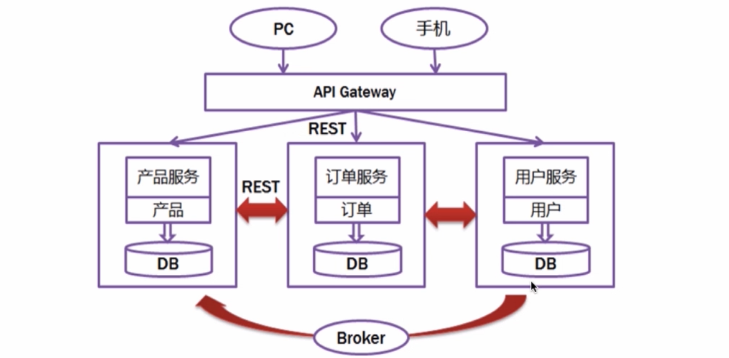 PC
手机
API Gateway
REST
产品服务
产品
DB
REST
订单服务
订单
DB
用户服务
用户
DB
Broker